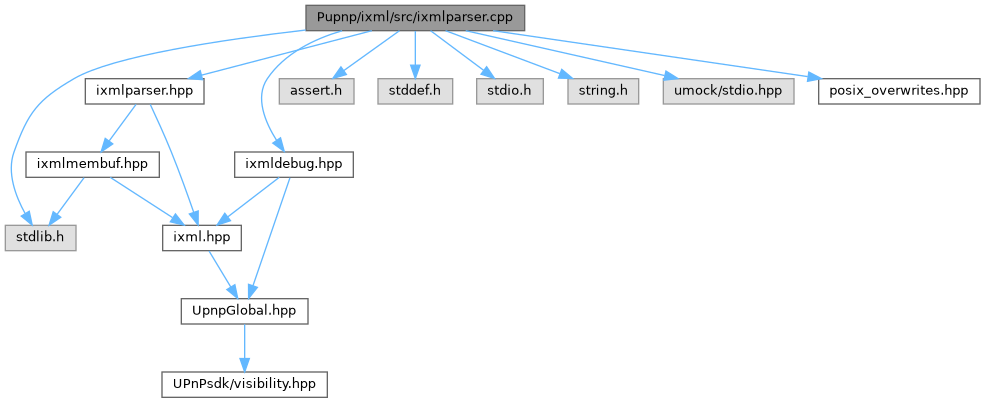 Pupnp/ixml/src/ixmlparser.cpp
ixmlparser.hpp
assert.h
stddef.h
stdio.h
string.h
umock/stdio.hpp
posix_overwrites.hpp
ixmlmembuf.hpp
ixmldebug.hpp
stdlib.h
ixml.hpp
UpnpGlobal.hpp
UPnPsdk/visibility.hpp